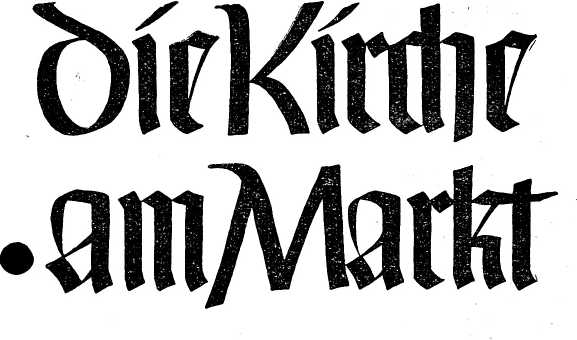 die Kirche
• am Markt